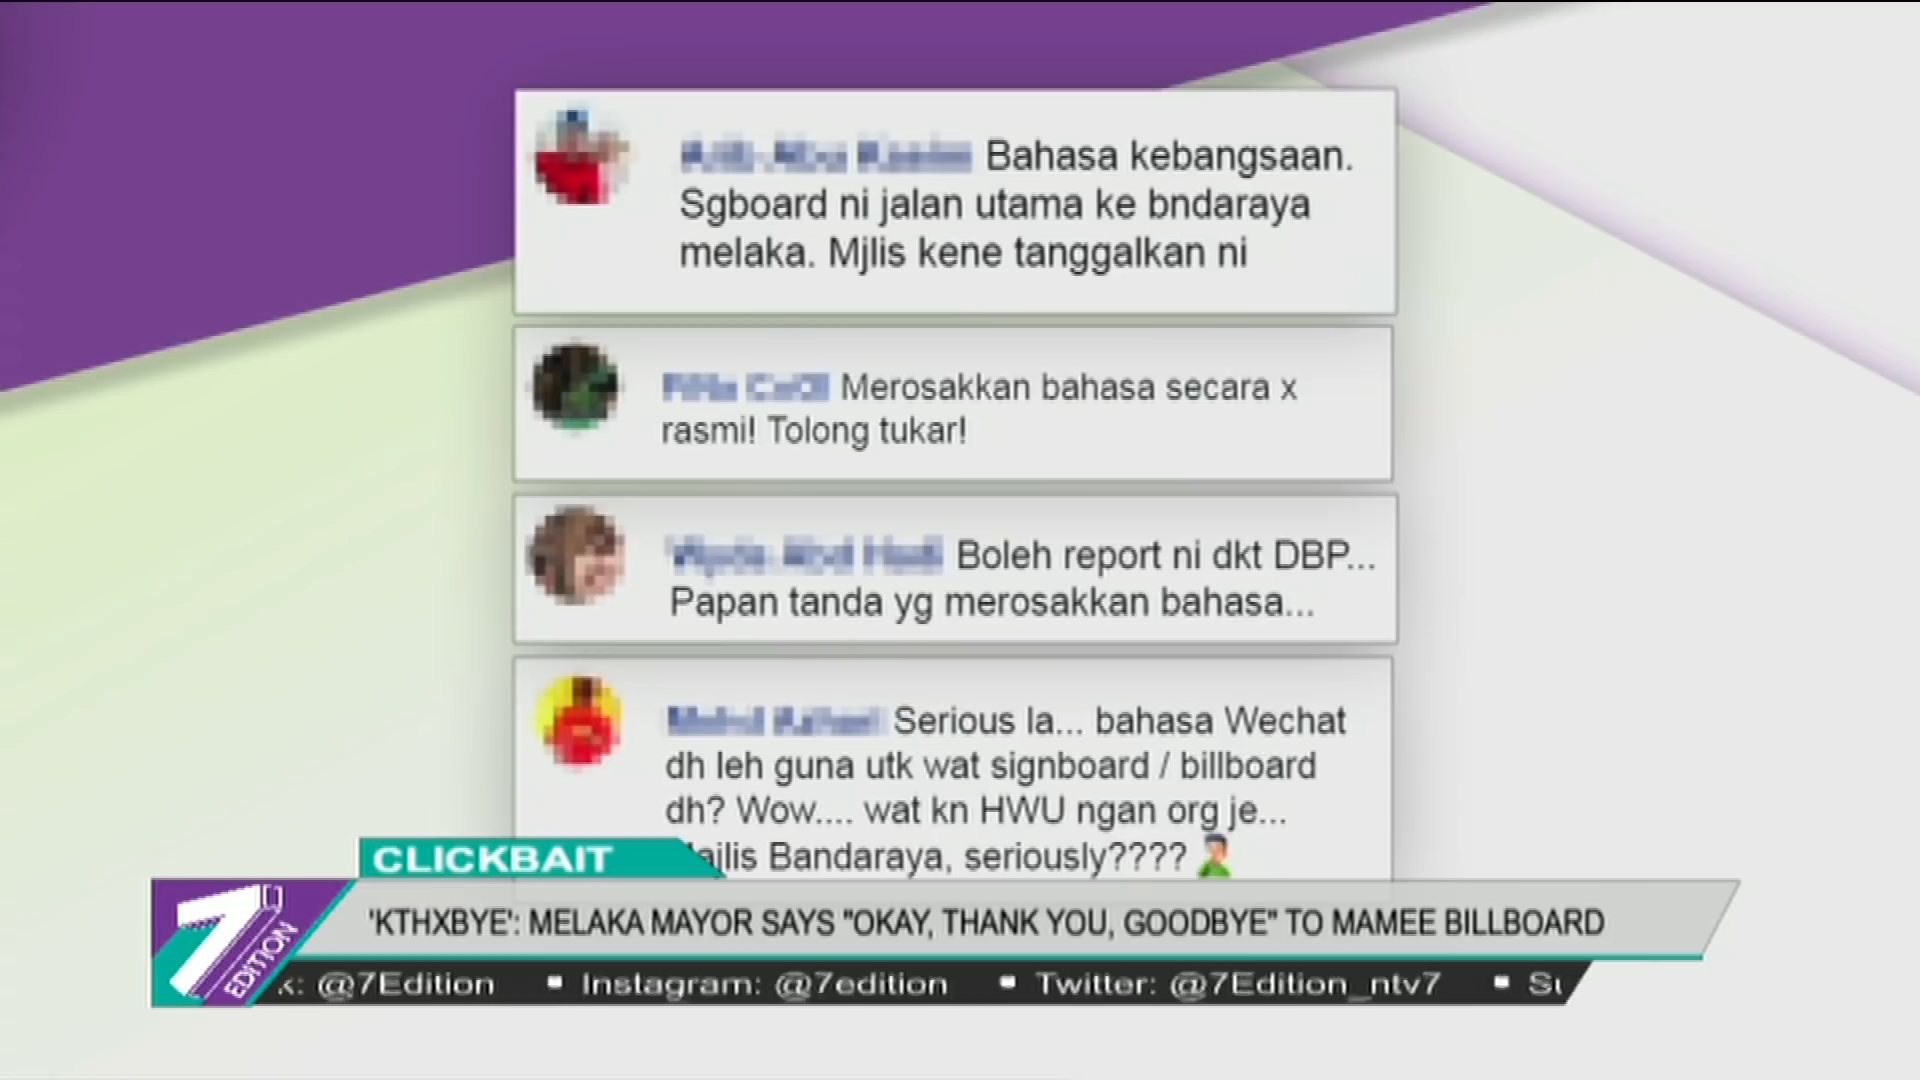 Bahasa kebangsaan.
Sgboard ni jalan utama ke bndaraya
melaka. Mjlis kene tanggalkan ni
Merosakkan bahasa secara x
rasmi! Tolong tukar!
Boleh report ni dkt DBP...
Papan tanda yg merosakkan bahasa...
Serious la... bahasa Wechat
dh leh guna utk wat signboard / billboard
dh? Wow.... wat kn HWU ngan org je...
Bandaraya, seriously????
CLICKBAIT
'KTHXBYE': MELAKA MAYOR SAYS "OKAY, THANK YOU, GOODBYE" TO MAMEE BILLBOARD
7 EDITION
@7Edition ▪ Instagram: @7edition ▪ Twitter: @7Edition_ntv7 ▪